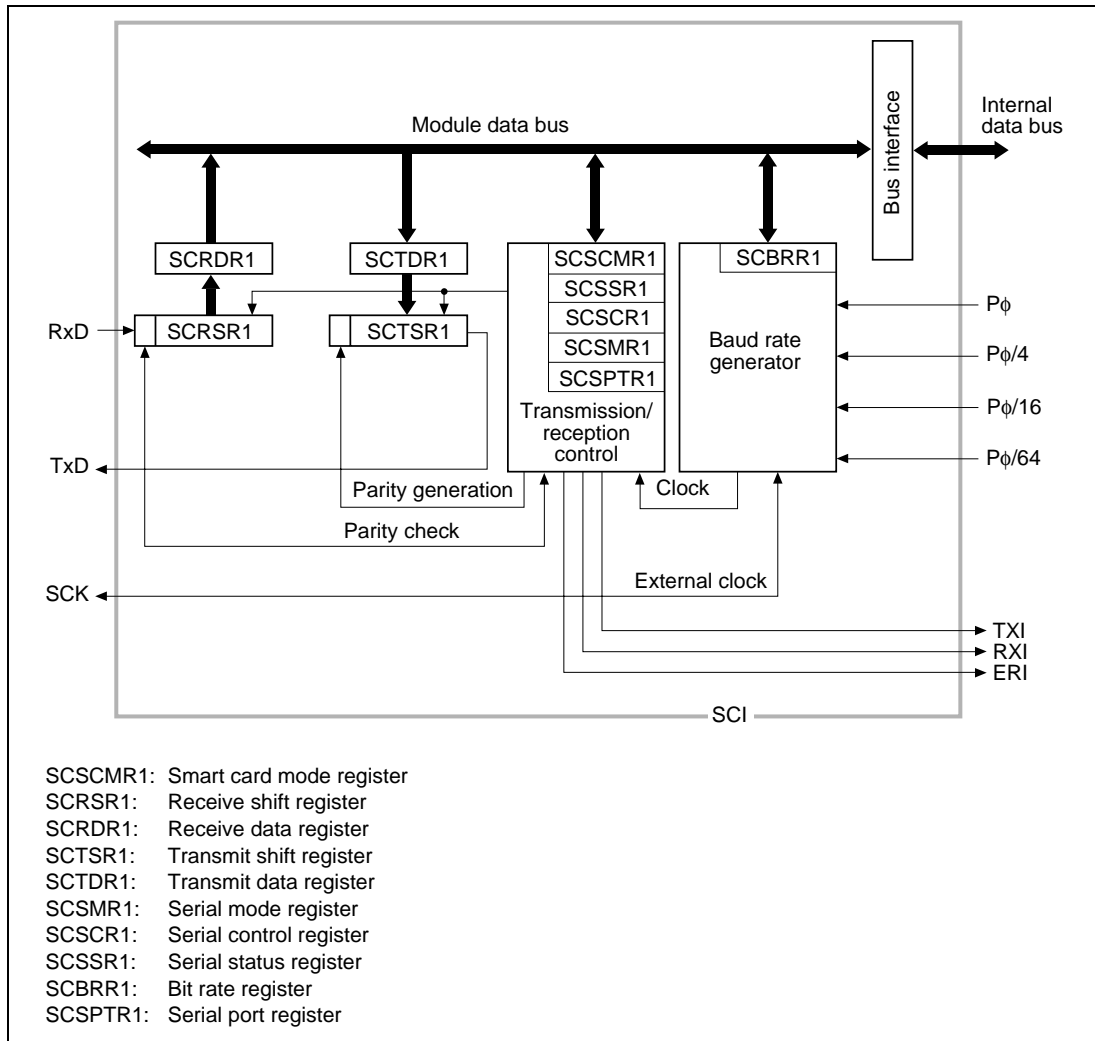 Module data bus
Bus interface
Internal
data bus
SCRDR1
SCTDR1
SCSCMR1
SCSSR1
SCSCR1
SCSMR1
SCSPTR1
Transmission/
reception
control
SCBRR1
Baud rate
generator
RxD
SCRSR1
SCTSR1
Pϕ
Pϕ/4
Pϕ/16
Pϕ/64
TxD
Parity generation
Clock
Parity check
SCK
External clock
TXI
RXI
ERI
SCI
SCSCMR1: Smart card mode register
SCRSR1: Receive shift register
SCRDR1: Receive data register
SCTSR1: Transmit shift register
SCTDR1: Transmit data register
SCSMR1: Serial mode register
SCSCR1: Serial control register
SCSSR1: Serial status register
SCBRR1: Bit rate register
SCSPTR1: Serial port register